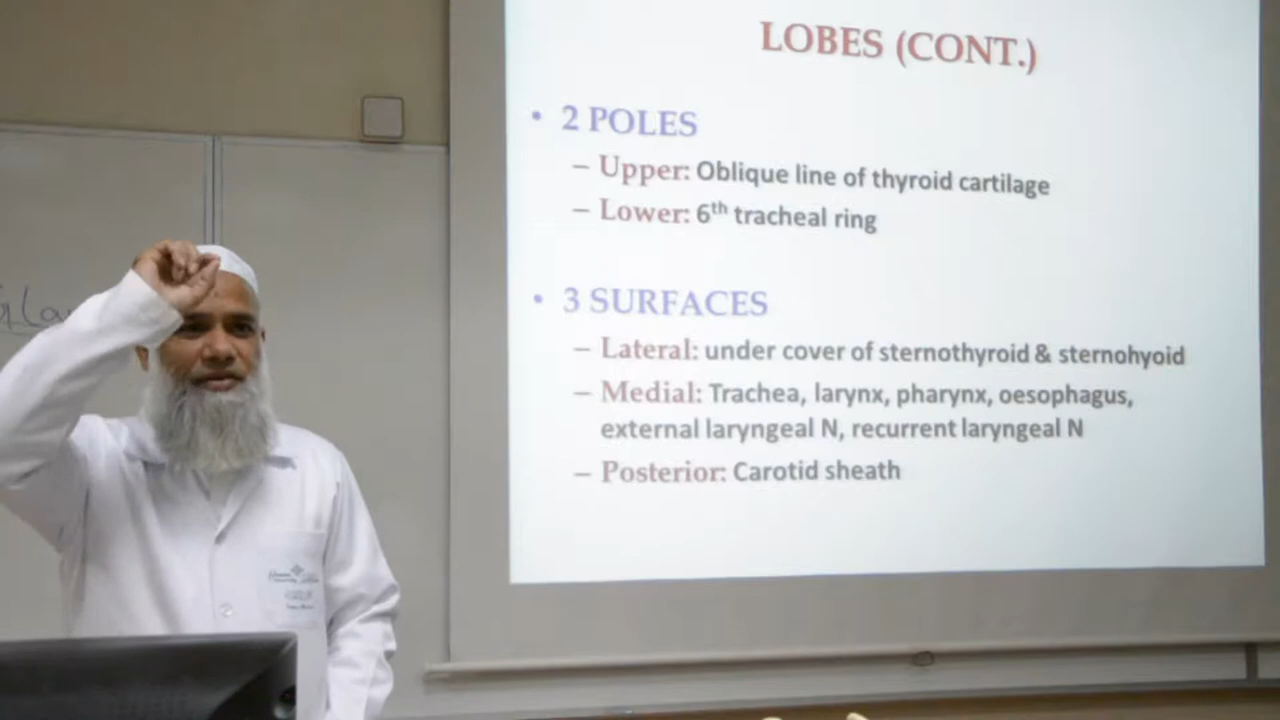 LOBES (CONT.)
• 2 POLES
– Upper: Oblique line of thyroid cartilage
– Lower: 6th tracheal ring
• 3 SURFACES
– Lateral: under cover of sternothyroid & sternohyoid
– Medial: Trachea, larynx, pharynx, oesophagus,
external laryngeal N, recurrent laryngeal N
– Posterior: Carotid sheath